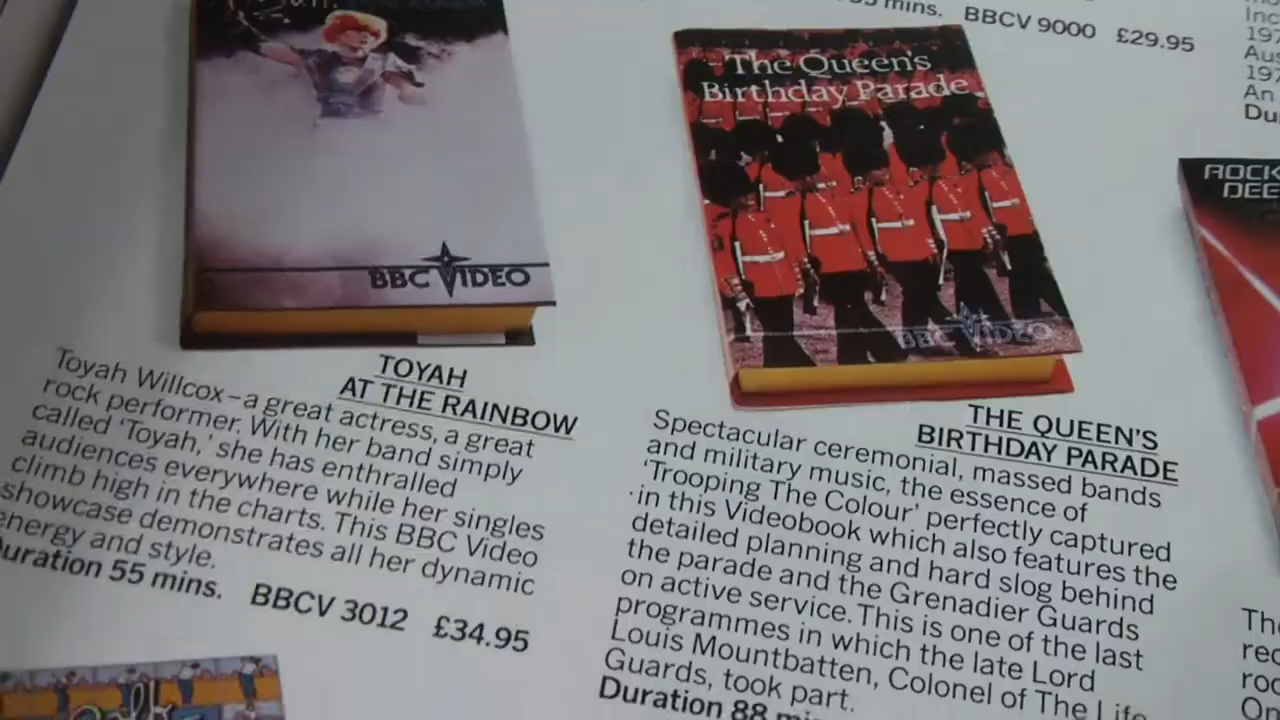 mins. BBCV 9000 £29.95
BBC VIDEO
TOYAH
AT THE RAINBOW
Toyah Willcox–a great actress, a great
rock performer. With her band simply
called 'Toyah,' she has enthralled
audiences everywhere while her singles
climb high in the charts. This BBC Video
showcase demonstrates all her dynamic
energy and style.
Duration 55 mins. BBCV 3012 £34.95
The Queen's
Birthday Parade
BBC VIDEO
THE QUEEN'S
BIRTHDAY PARADE
Spectacular ceremonial, massed bands
and military music, the essence of
'Trooping The Colour' perfectly captured
in this Videobook which also features the
detailed planning and hard slog behind
the parade and the Grenadier Guards
on active service. This is one of the last
programmes in which the late Lord
Louis Mountbatten, Colonel of The Life
Guards, took part.
Duration 88
197
197
An
ROCK
DEE